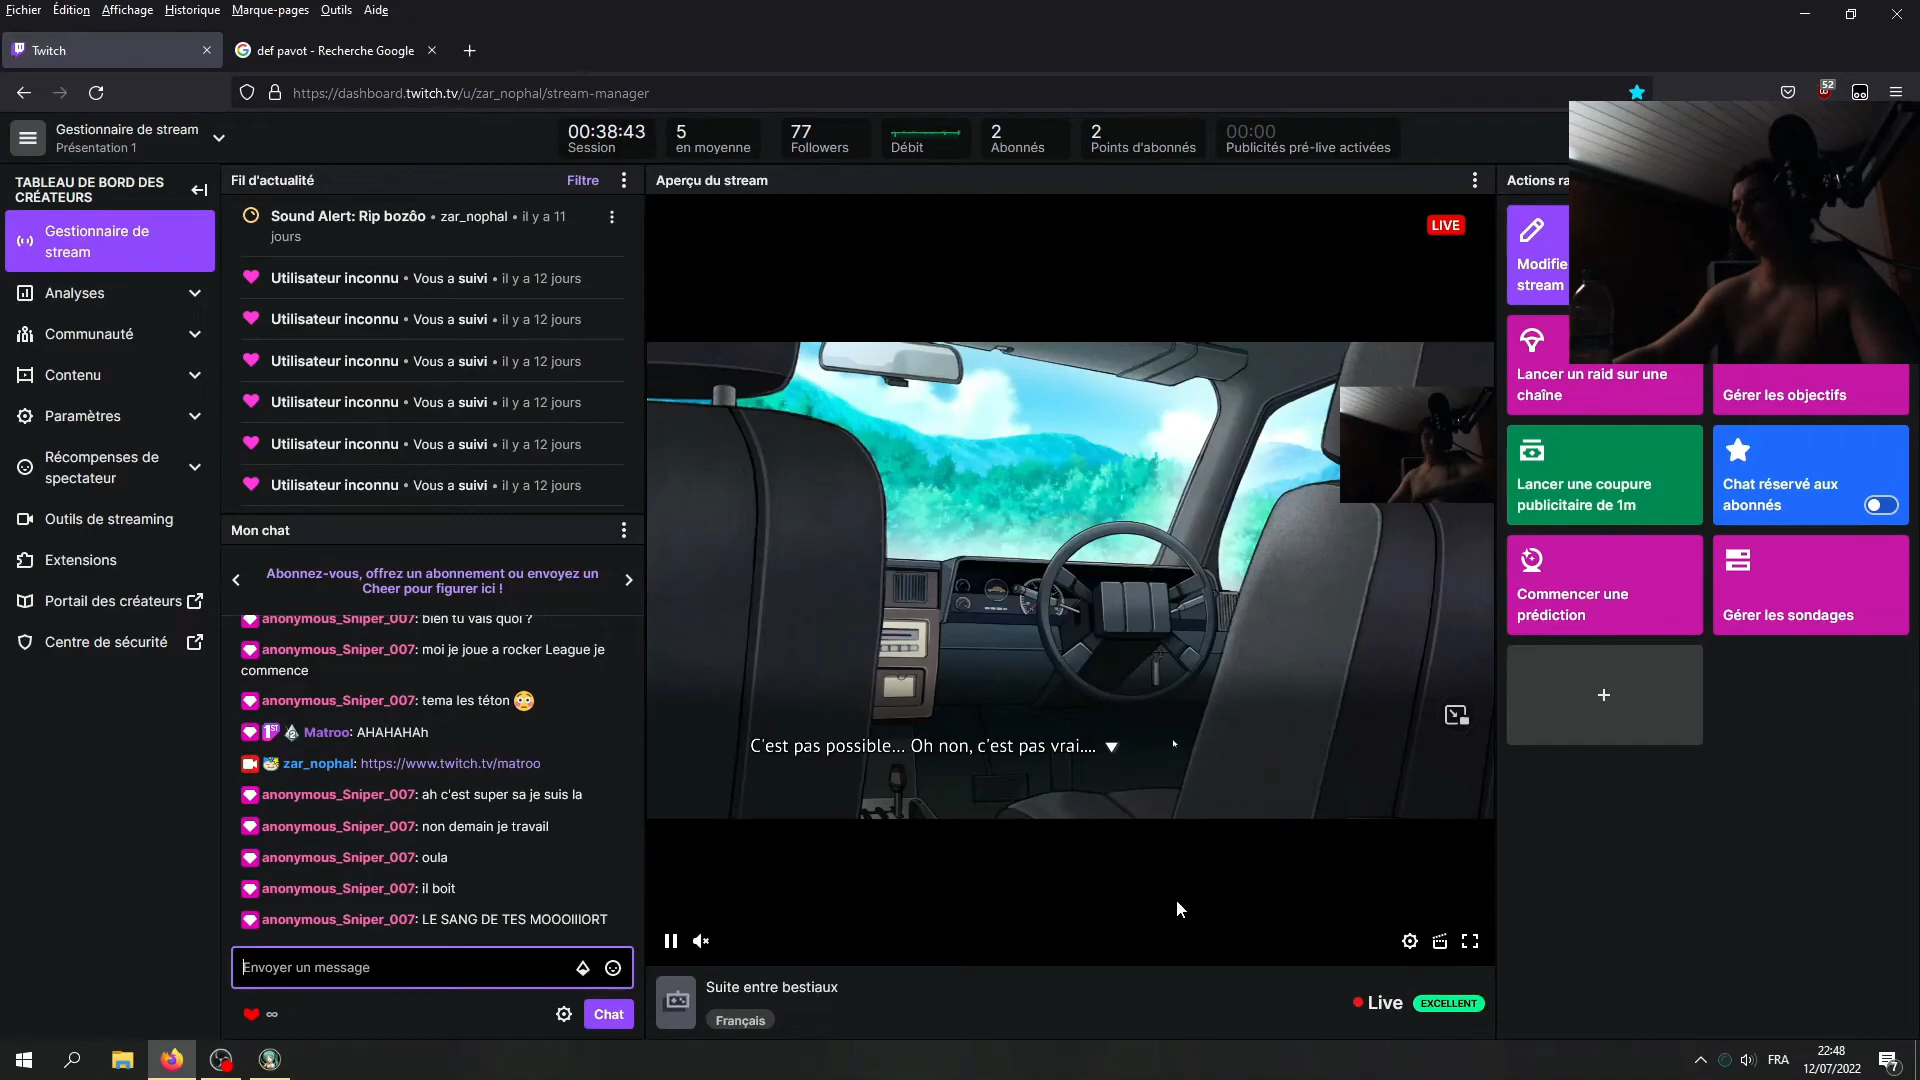 Fichier Édition Affichage Historique Marque-pages Outils Aide
Twitch
def pavot - Recherche Google
https://dashboard.twitch.tv/u/zar_nophal/stream-manager
52
Gestionnaire de stream
Présentation 1
00:38:43
Session
5
en moyenne
77
Followers
Débit
2
Abonnés
2
Points d'abonnés
00:00
Publicités pré-live activées
TABLEAU DE BORD DES
CRÉATEURS
Gestionnaire de
stream
Analyses
Communauté
Contenu
Paramètres
Récompenses de
spectateur
Outils de streaming
Extensions
Portail des créateurs
Centre de sécurité
Fil d'actualité
Filtre
Sound Alert: Rip bozôo • zar_nophal • il y a 11
jours
Utilisateur inconnu • Vous a suivi • il y a 12 jours
Utilisateur inconnu • Vous a suivi • il y a 12 jours
Utilisateur inconnu • Vous a suivi • il y a 12 jours
Utilisateur inconnu • Vous a suivi • il y a 12 jours
Utilisateur inconnu • Vous a suivi • il y a 12 jours
Utilisateur inconnu • Vous a suivi • il y a 12 jours
Mon chat
Abonnez-vous, offrez un abonnement ou envoyez un
Cheer pour figurer ici !
anonymous_Sniper_007: bien tu vais quoi ?
anonymous_Sniper_007: moi je joue a rocker League je
commence
anonymous_Sniper_007: tema les téton 😳
1ST 2 Matroo: AHAHAHAh
zar_nophal: https://www.twitch.tv/matroo
anonymous_Sniper_007: ah c'est super sa je suis la
anonymous_Sniper_007: non demain je travail
anonymous_Sniper_007: oula
anonymous_Sniper_007: il boit
anonymous_Sniper_007: LE SANG DE TES MOOOIIIORT
Envoyer un message
∞
Chat
Aperçu du stream
LIVE
C'est pas possible... Oh non, c'est pas vrai....
Suite entre bestiaux
Français
Live
EXCELLENT
Actions ra
Modifie
stream
Lancer un raid sur une
chaîne
Gérer les objectifs
Lancer une coupure
publicitaire de 1m
Chat réservé aux
abonnés
Commencer une
prédiction
Gérer les sondages
+
FRA
22:48
12/07/2022
7